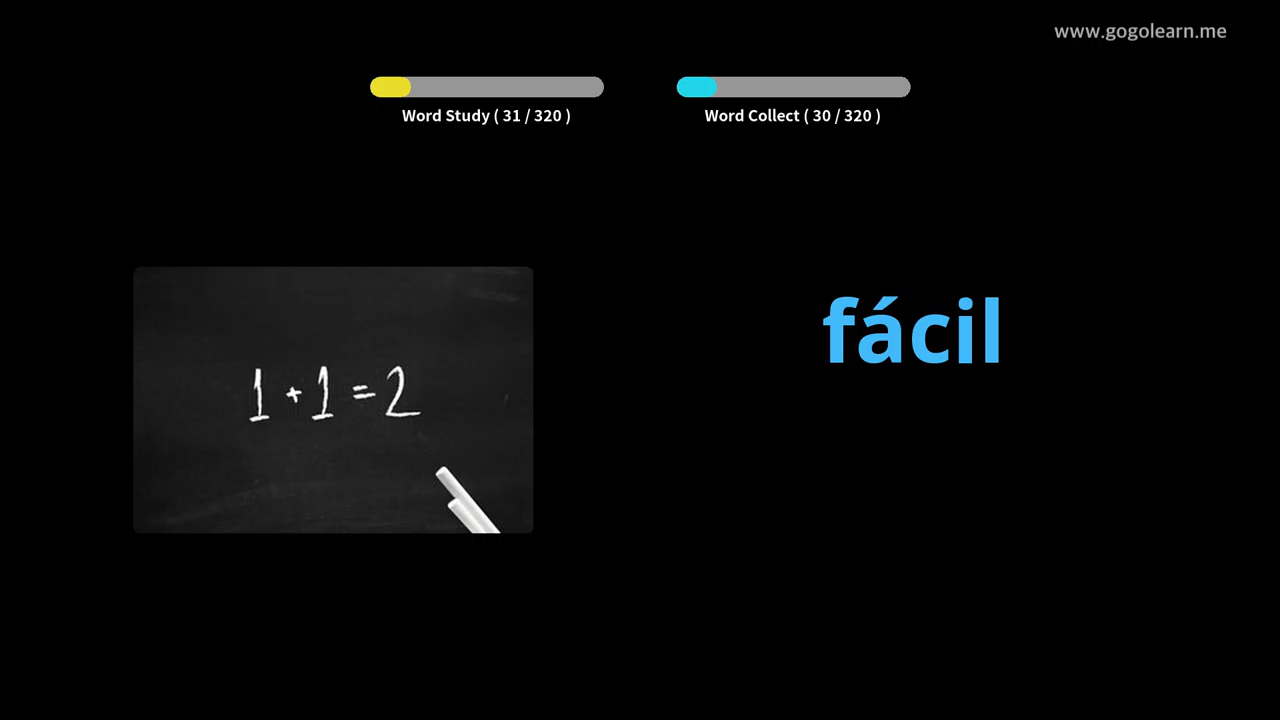 www.gogolearn.me
Word Study ( 31 / 320 )
Word Collect ( 30 / 320 )
1 + 1 = 2
fácil